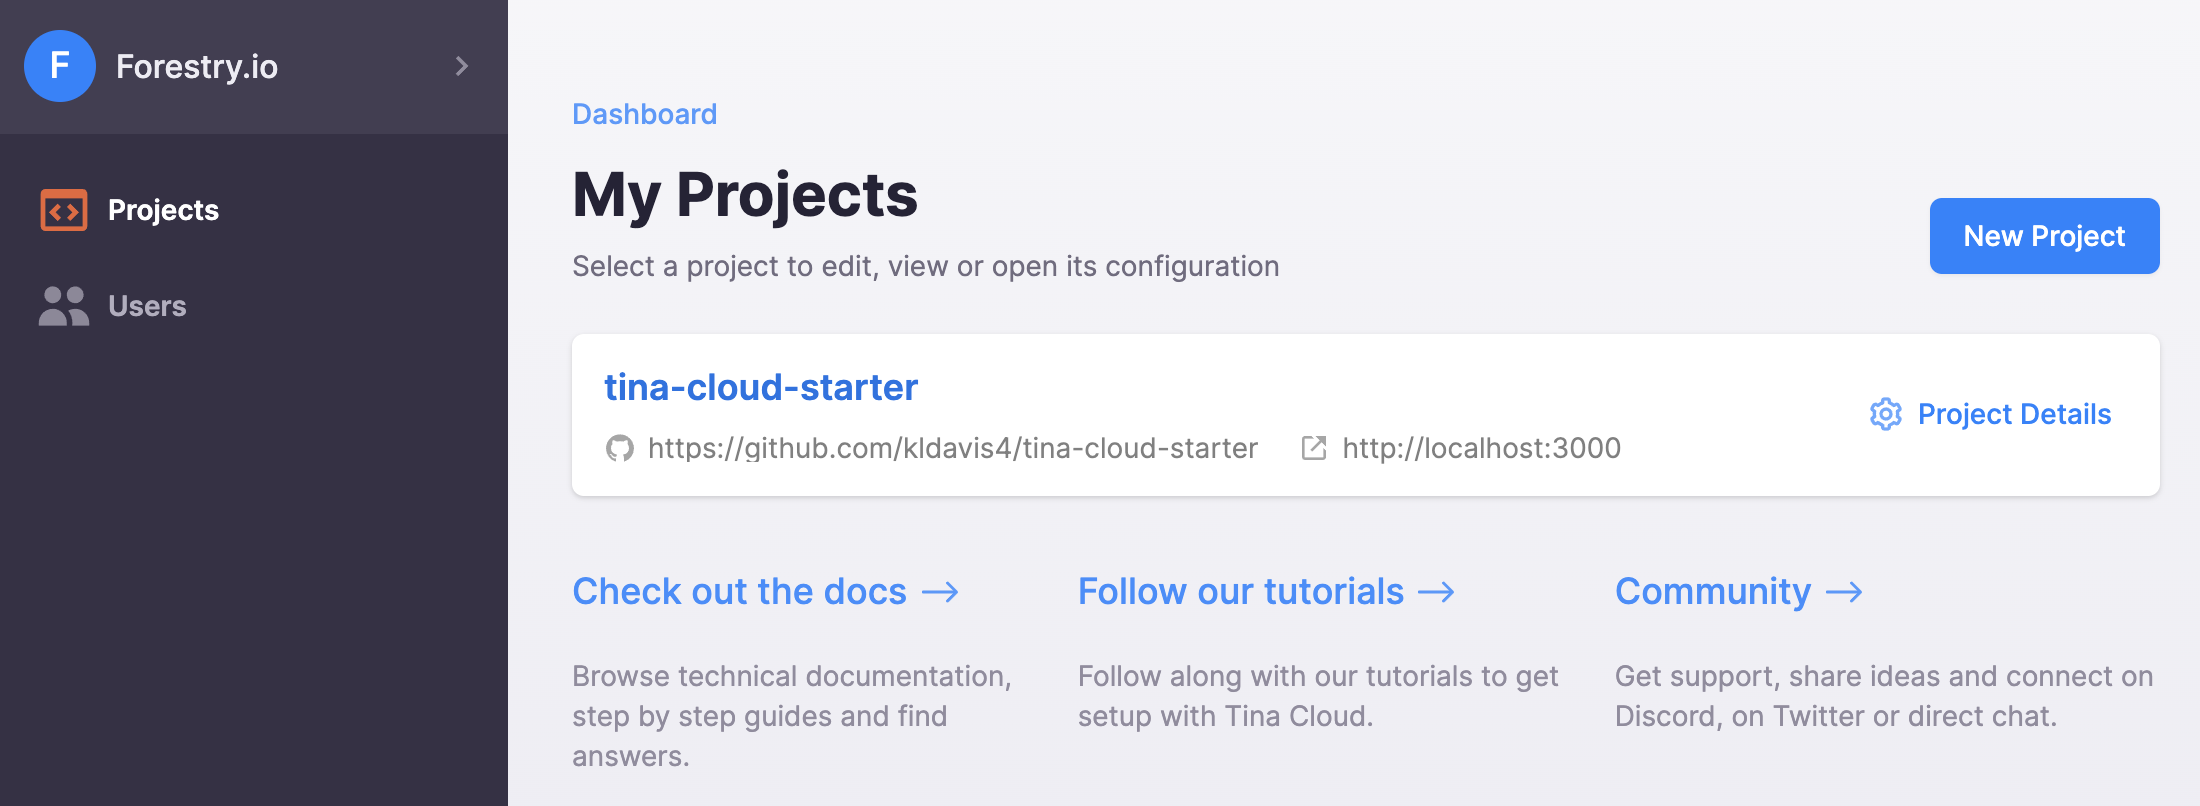 F
Forestry.io
Projects
Users
Dashboard
My Projects
Select a project to edit, view or open its configuration
New Project
tina-cloud-starter
https://github.com/kldavis4/tina-cloud-starter
http://localhost:3000
Project Details
Check out the docs →
Browse technical documentation,
step by step guides and find
answers.
Follow our tutorials →
Follow along with our tutorials to get
setup with Tina Cloud.
Community →
Get support, share ideas and connect on
Discord, on Twitter or direct chat.